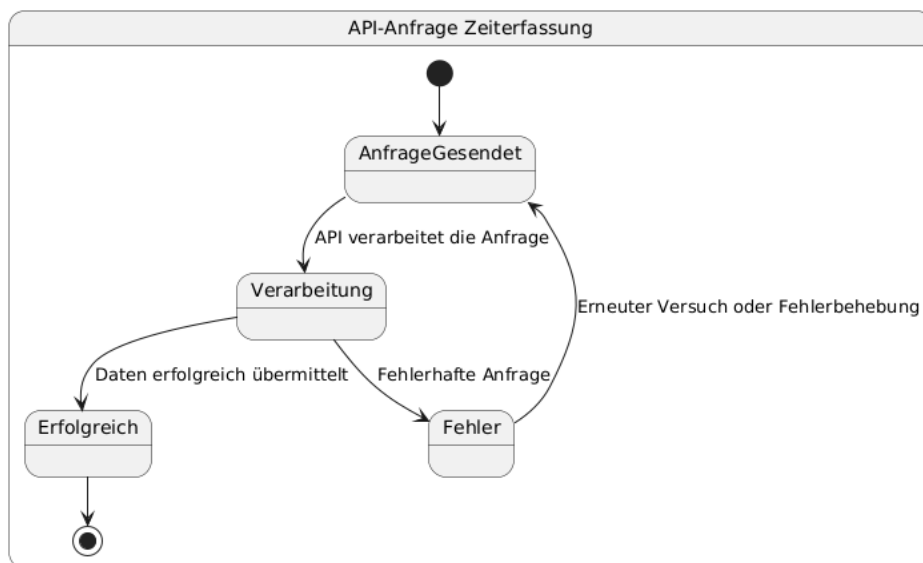 API-Anfrage Zeiterfassung
AnfrageGesendet
API verarbeitet die Anfrage
Verarbeitung
Erneuter Versuch oder Fehlerbehebung
Daten erfolgreich übermittelt
Fehlerhafte Anfrage
Erfolgreich
Fehler